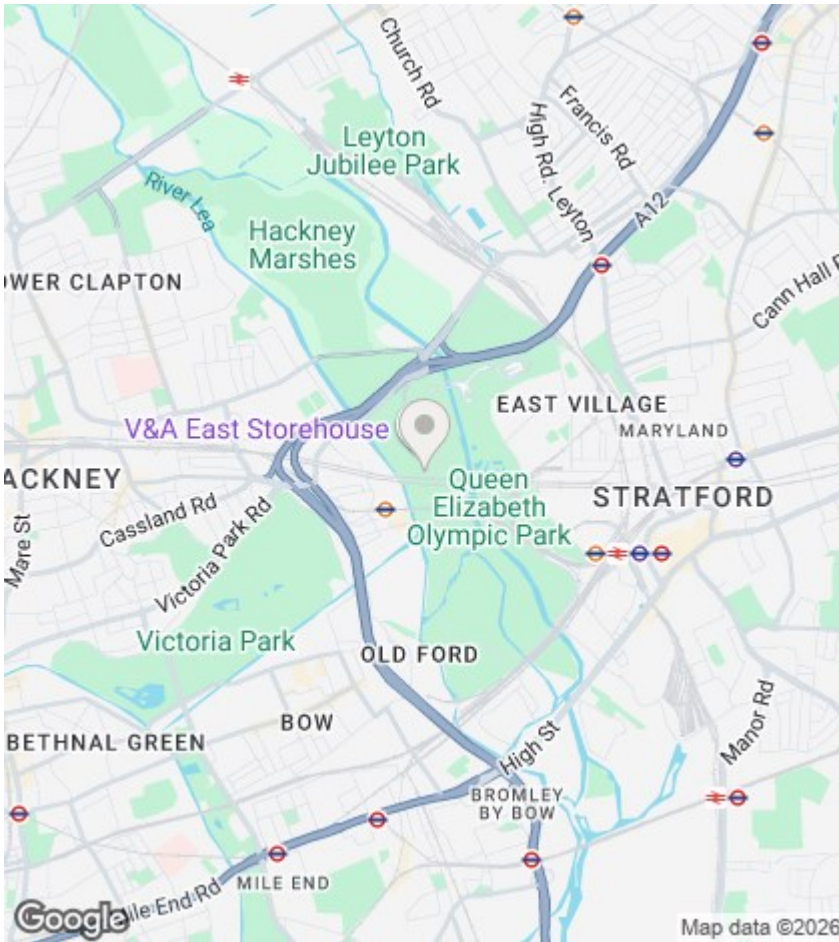 Church Rd
Francis Rd
High Rd. Leyton
Leyton
Jubilee Park
River Lea
A12
Hackney
Marshes
OWER CLAPTON
Cann Hall R
EAST VILLAGE
V&A East Storehouse
MARYLAND
ACKNEY
Queen
Elizabeth
Olympic Park
STRATFORD
Cassland Rd
Mare St
Victoria Park Rd
Victoria Park
OLD FORD
BOW
BETHNAL GREEN
High St
Manor Rd
BROMLEY
BY BOW
MILE END
Mile End Rd
Google
Map data ©2026